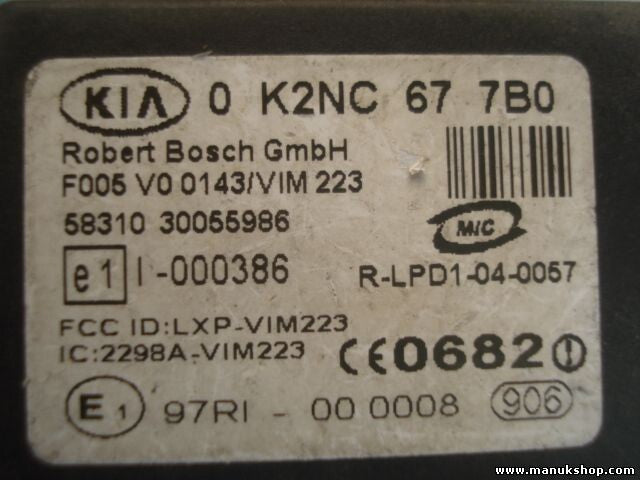 KIA 0 K2NC 67 7B0
Robert Bosch GmbH
F005 V0 0143/VIM 223
58310 30055986
MIC
e1 I-000386
R-LPD1-04-0057
FCC ID:LXP-VIM223
IC:2298A-VIM223
CE0682
E1 97RI - 00 0008 906
www.manukshop.com